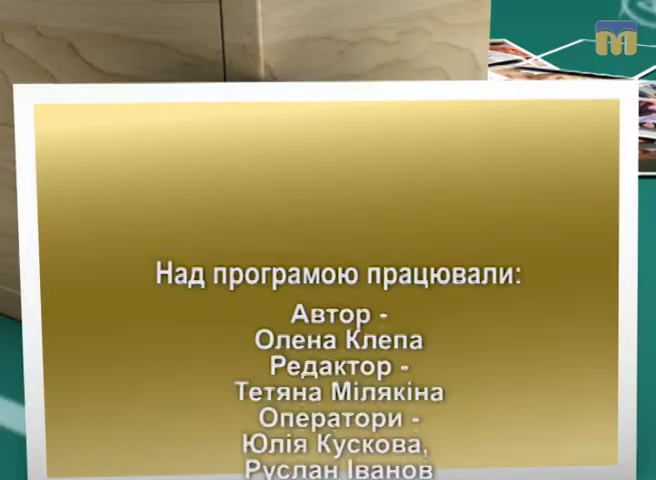 Над програмою працювали:
Автор -
Олена Клепа
Редактор -
Тетяна Мілякіна
Оператори -
Юлія Кускова,
Руслан Іванов